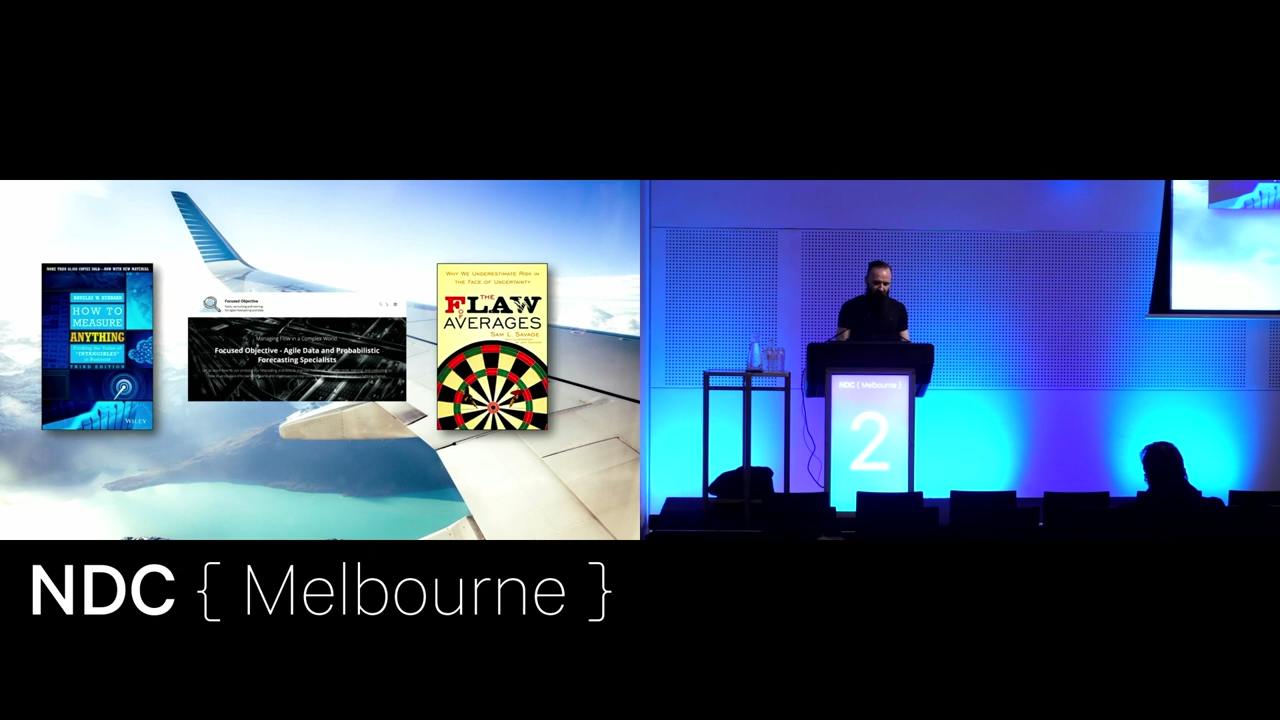 MORE THAN 50,000 COPIES SOLD—NOW WITH NEW MATERIAL
DOUGLAS W. HUBBARD
HOW TO
MEASURE
ANYTHING
Finding the Value of
"INTANGIBLES"
in Business
THIRD EDITION
WILEY
Focused Objective
Managing Flow in a Complex World.
Focused Objective - Agile Data and Probabilistic
Forecasting Specialists
WHY WE UNDERESTIMATE RISK IN
THE FACE OF UNCERTAINTY
THE
FLAW
OF
AVERAGES
SAM L. SAVAGE
NDC { Melbourne }
2
NDC { Melbourne }